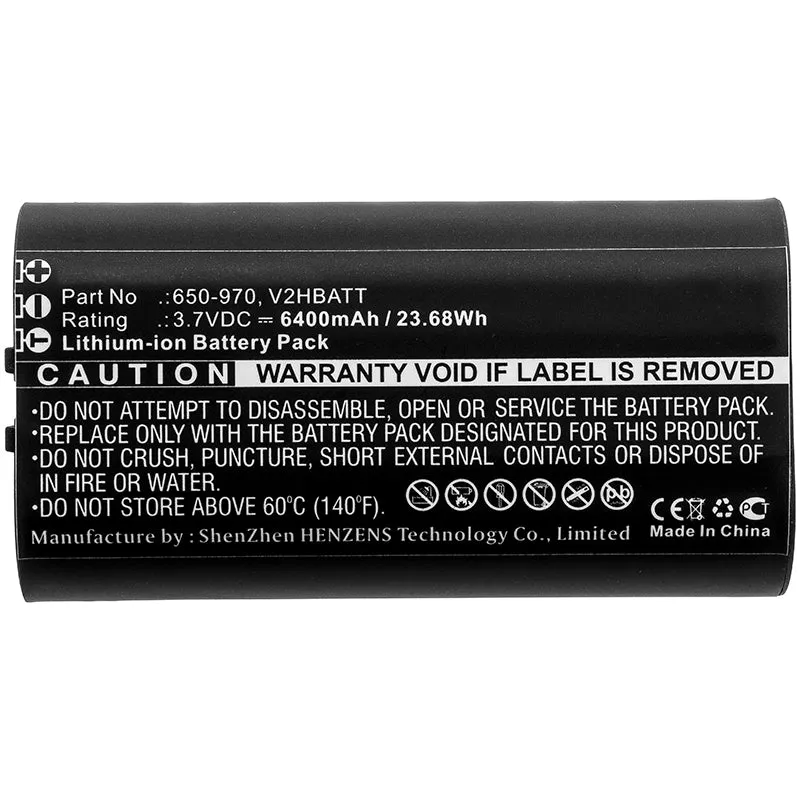 Part No .:650-970, V2HBATT
Rating .:3.7VDC ⎓ 6400mAh / 23.68Wh
Lithium-ion Battery Pack
CAUTION WARRANTY VOID IF LABEL IS REMOVED
•DO NOT ATTEMPT TO DISASSEMBLE, OPEN OR SERVICE THE BATTERY PACK.
•REPLACE ONLY WITH THE BATTERY PACK DESIGNATED FOR THIS PRODUCT.
•DO NOT CRUSH, PUNCTURE, SHORT EXTERNAL CONTACTS OR DISPOSE OF
IN FIRE OR WATER.
•DO NOT STORE ABOVE 60°C (140°F).
Pb
CE PCT
Made In China
Manufacture by : ShenZhen HENZENS Technology Co., Limited